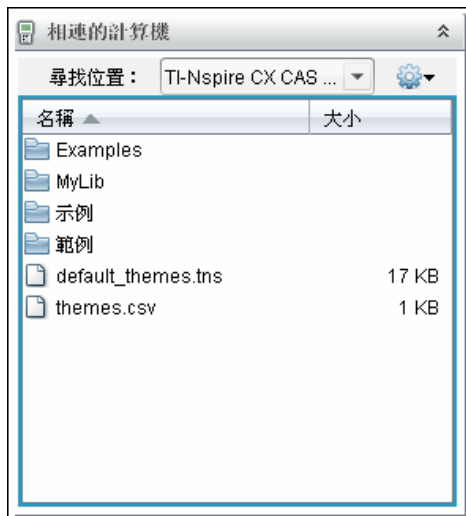 相連的計算機
尋找位置： TI-Nspire CX CAS ...
名稱 大小
Examples
MyLib
示例
範例
default_themes.tns 17 KB
themes.csv 1 KB